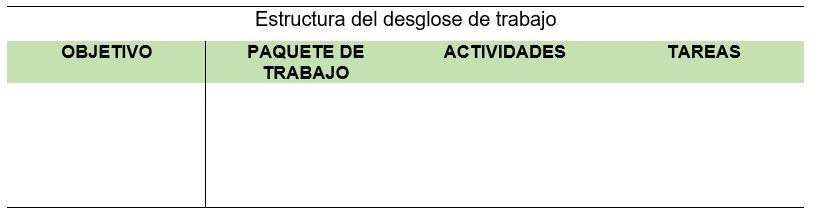 Estructura del desglose de trabajo
OBJETIVO PAQUETE DE TRABAJO ACTIVIDADES TAREAS